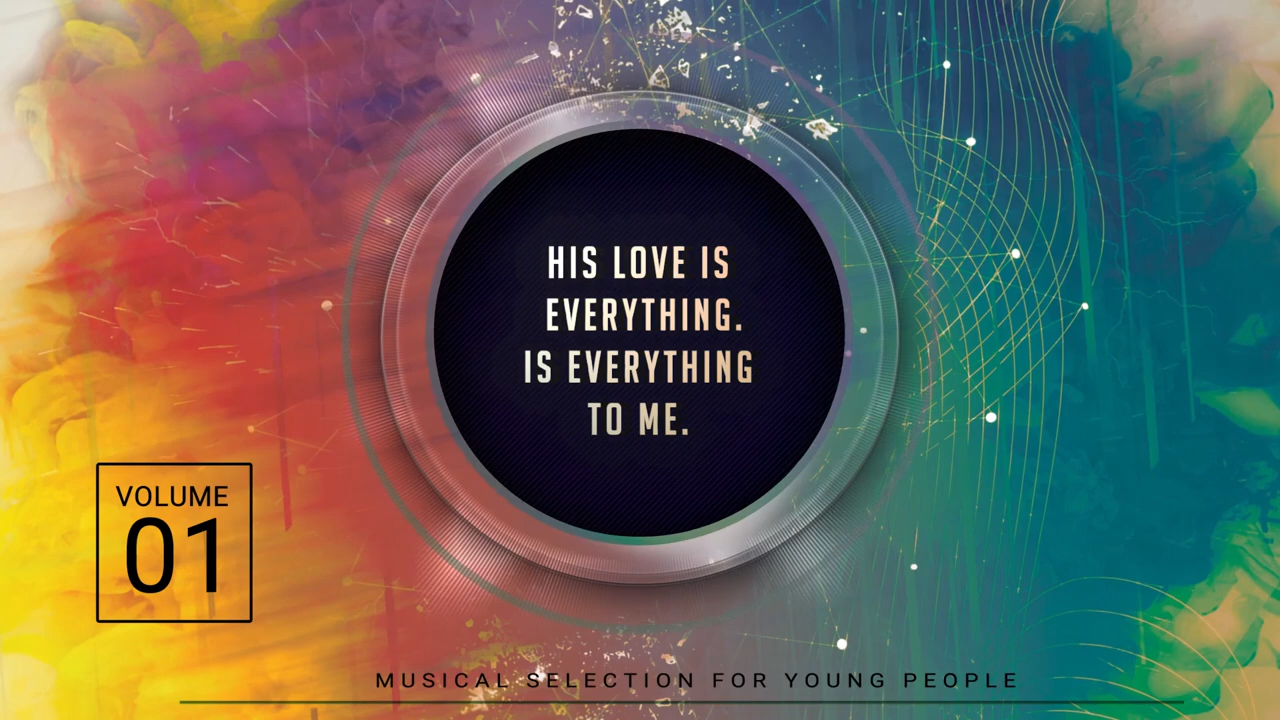 HIS LOVE IS
EVERYTHING.
IS EVERYTHING
TO ME.
VOLUME
01
MUSICAL SELECTION FOR YOUNG PEOPLE